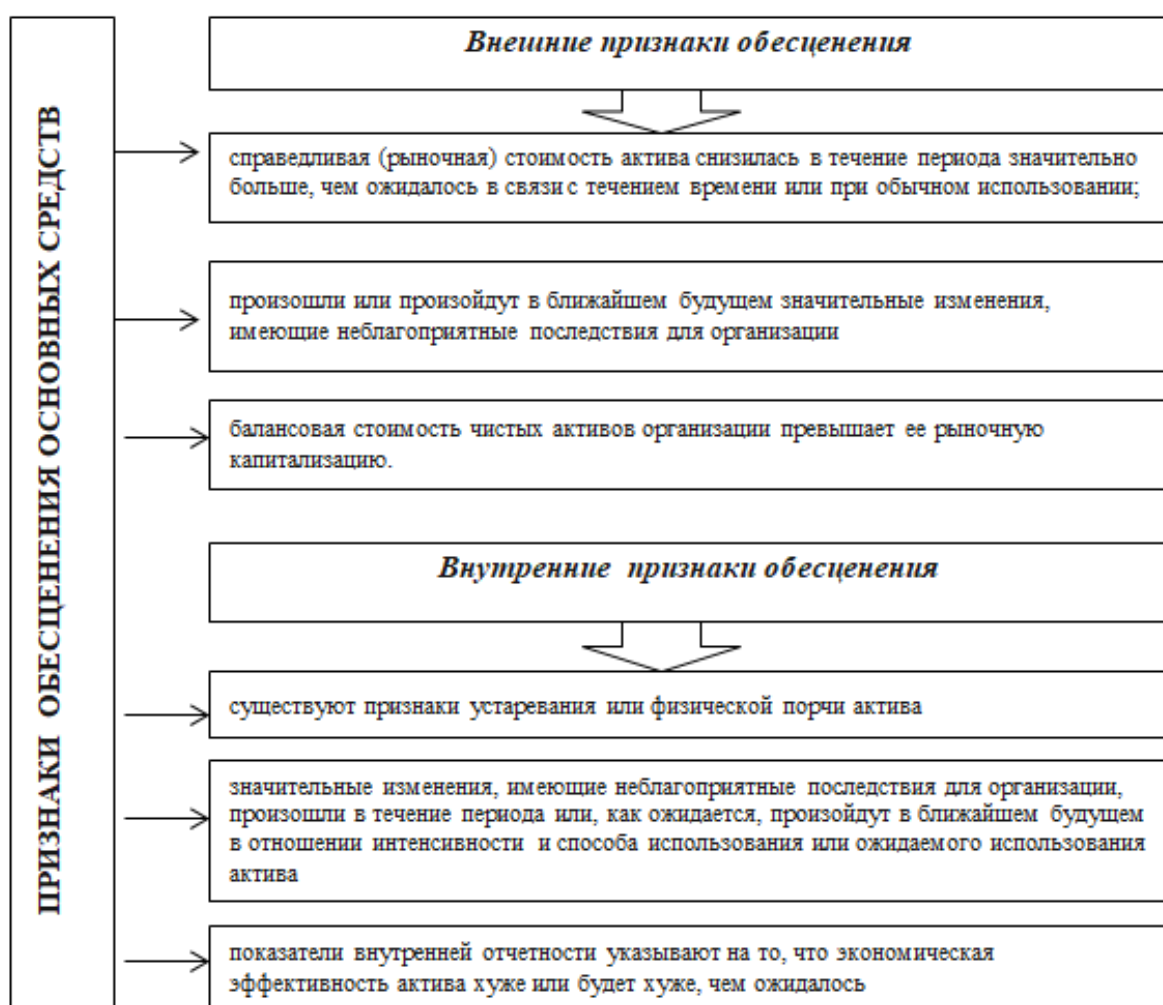 ПРИЗНАКИ ОБЕСЦЕНЕНИЯ ОСНОВНЫХ СРЕДСТВ
Внешние признаки обесценения
справедливая (рыночная) стоимость актива снизилась в течение периода значительно
больше, чем ожидалось в связи с течением времени или при обычном использовании;
произошли или произойдут в ближайшем будущем значительные изменения,
имеющие неблагоприятные последствия для организации
балансовая стоимость чистых активов организации превышает ее рыночную
капитализацию.
Внутренние признаки обесценения
существуют признаки устаревания или физической порчи актива
значительные изменения, имеющие неблагоприятные последствия для организации,
произошли в течение периода или, как ожидается, произойдут в ближайшем будущем
в отношении интенсивности и способа использования или ожидаемого использования
актива
показатели внутренней отчетности указывают на то, что экономическая
эффективность актива хуже или будет хуже, чем ожидалось